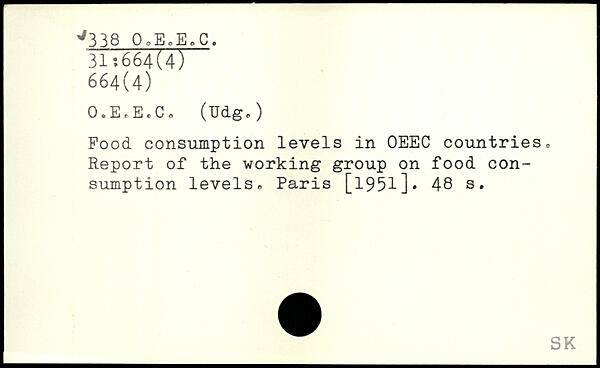 338 O.E.E.C.
31:664(4)
664(4)
O.E.E.C. (Udg.)
Food consumption levels in OEEC countries.
Report of the working group on food con-
sumption levels. Paris [1951]. 48 s.
SK